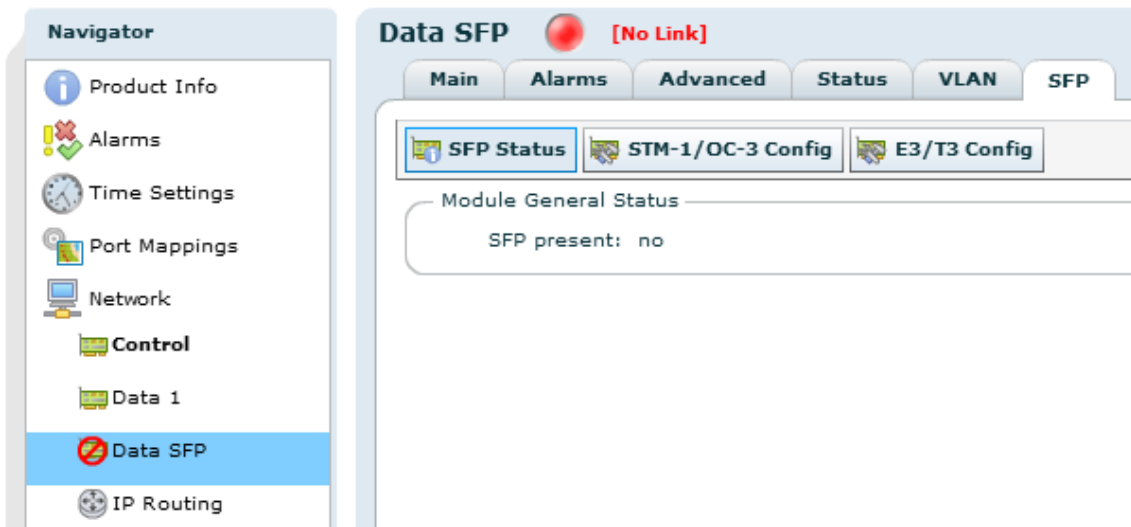 Navigator
Product Info
Alarms
Time Settings
Port Mappings
Network
Control
Data 1
Data SFP
IP Routing
Data SFP [No Link]
Main Alarms Advanced Status VLAN SFP
SFP Status STM-1/OC-3 Config E3/T3 Config
Module General Status
SFP present: no